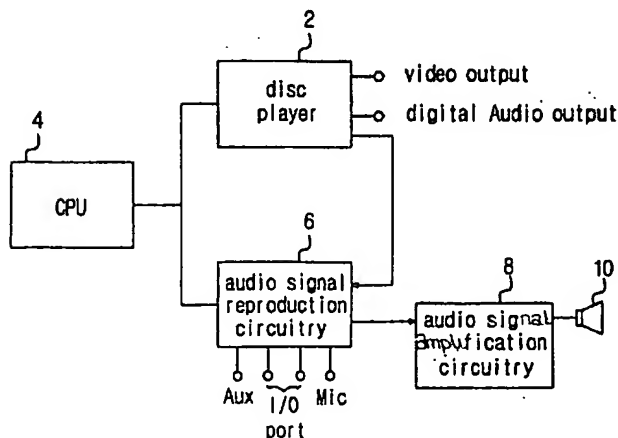 2
disc
player
video output
digital Audio output
4
CPU
6
audio signal
reproduction
circuitry
8
10
audio signal
amplification
circuitry
Aux
I/O
port
Mic